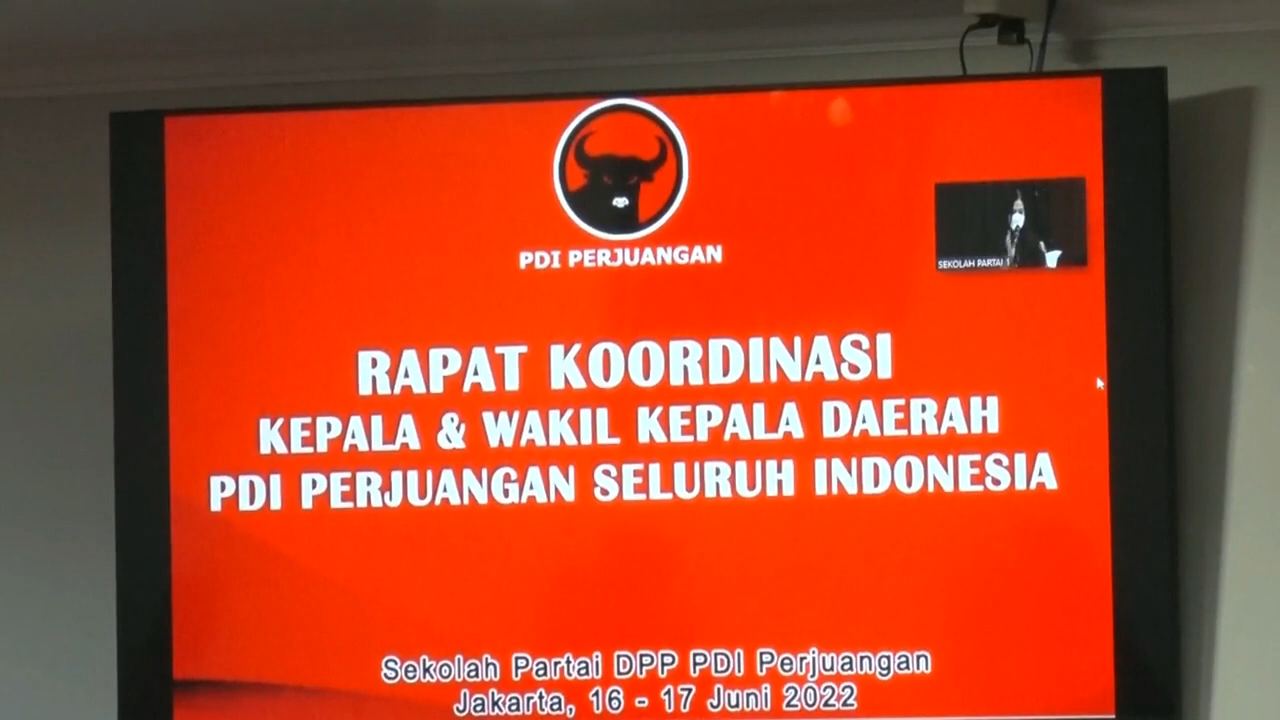 PDI PERJUANGAN
SEKOLAH PARTAI 1
RAPAT KOORDINASI
KEPALA & WAKIL KEPALA DAERAH
PDI PERJUANGAN SELURUH INDONESIA
Sekolah Partai DPP PDI Perjuangan
Jakarta, 16 - 17 Juni 2022